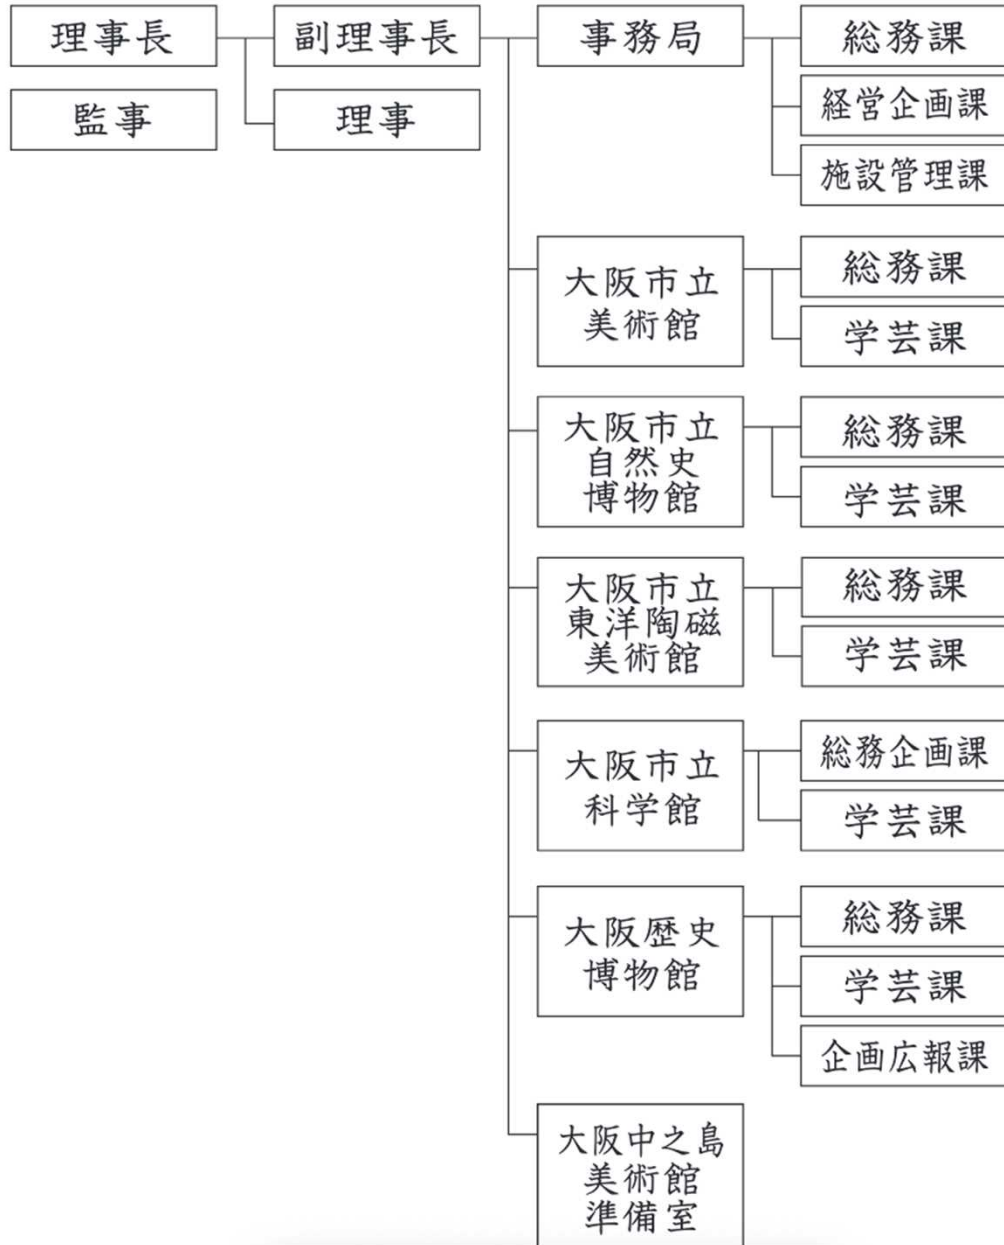 理事長
副理事長
事務局
総務課
経営企画課
施設管理課
監事
理事
大阪市立
美術館
総務課
学芸課
大阪市立
自然史
博物館
総務課
学芸課
大阪市立
東洋陶磁
美術館
総務課
学芸課
大阪市立
科学館
総務企画課
学芸課
大阪歴史
博物館
総務課
学芸課
企画広報課
大阪中之島
美術館
準備室